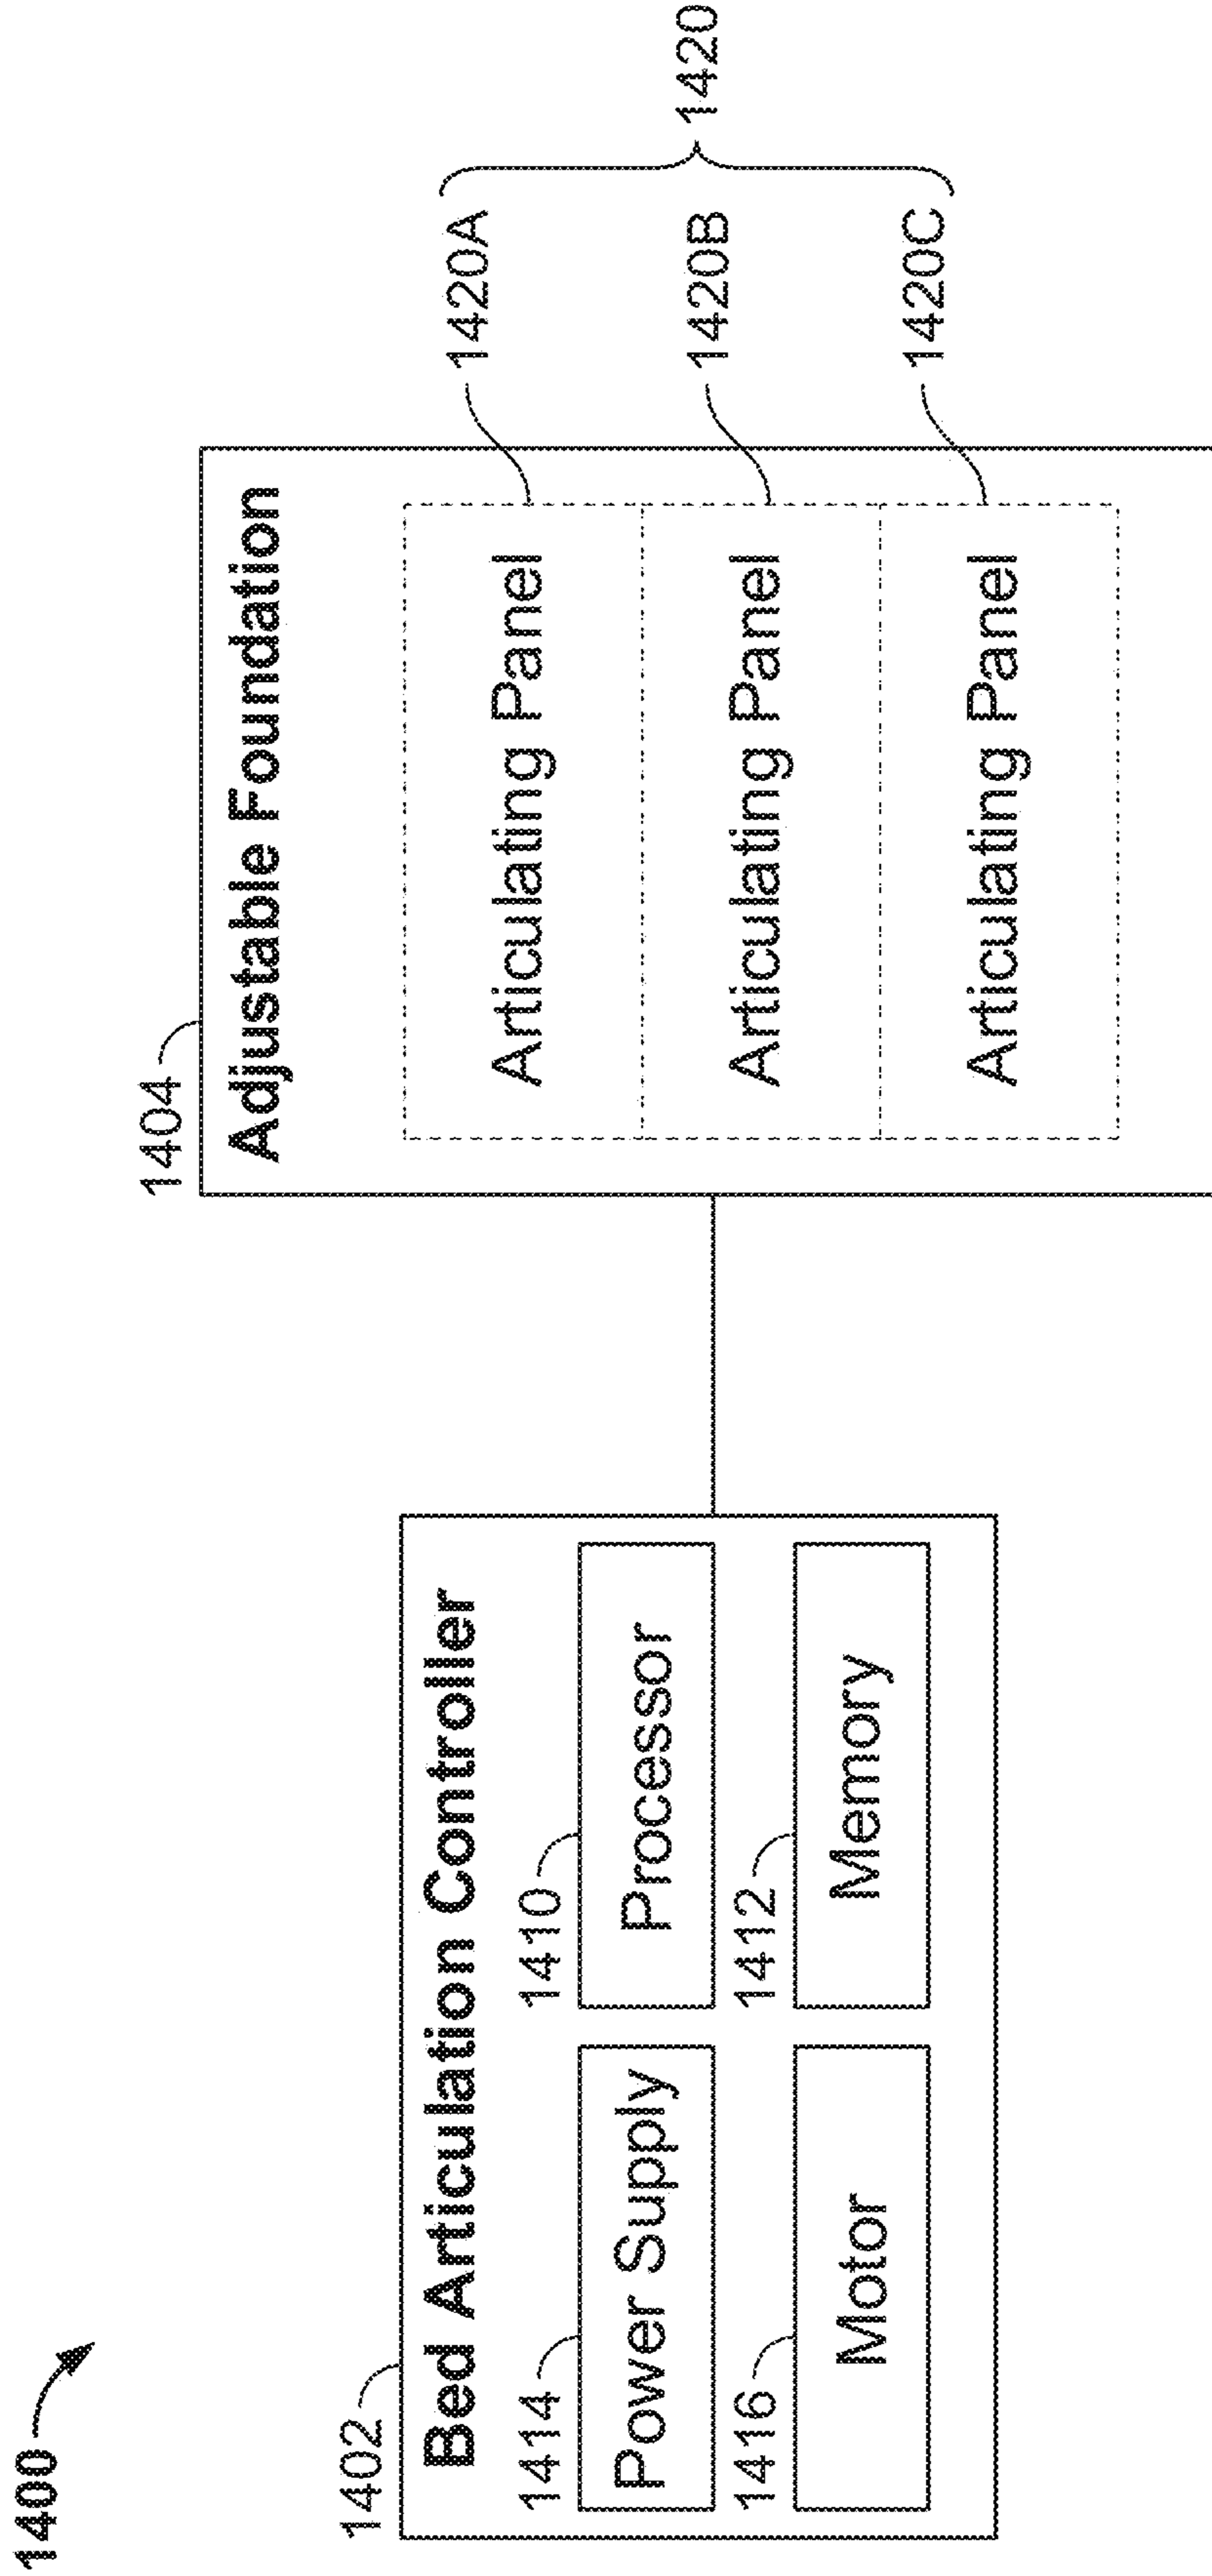 1400
1402
Bed Articulation Controller
1414
Power Supply
1410
Processor
1416
Motor
1412
Memory
1404
Adjustable Foundation
Articulating Panel
1420A
Articulating Panel
1420B
Articulating Panel
1420C
1420